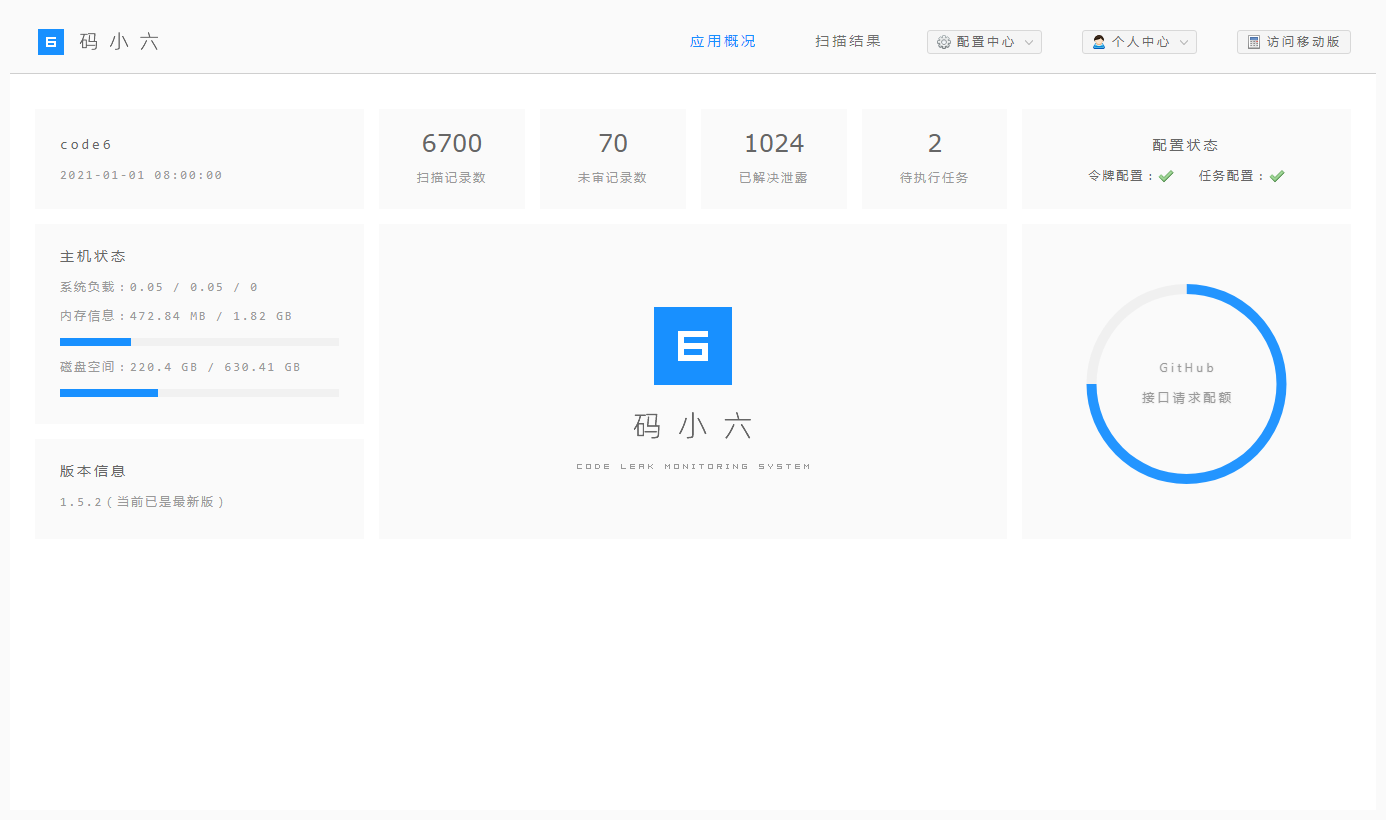 码小六
应用概况
扫描结果
配置中心
个人中心
访问移动版
code6
2021-01-01 08:00:00
6700
扫描记录数
70
未审记录数
1024
已解决泄露
2
待执行任务
配置状态
令牌配置：
任务配置：
主机状态
系统负载：0.05 / 0.05 / 0
内存信息：472.84 MB / 1.82 GB
磁盘空间：220.4 GB / 630.41 GB
版本信息
1.5.2（当前已是最新版）
6
码小六
CODE LEAK MONITORING SYSTEM
GitHub
接口请求配额